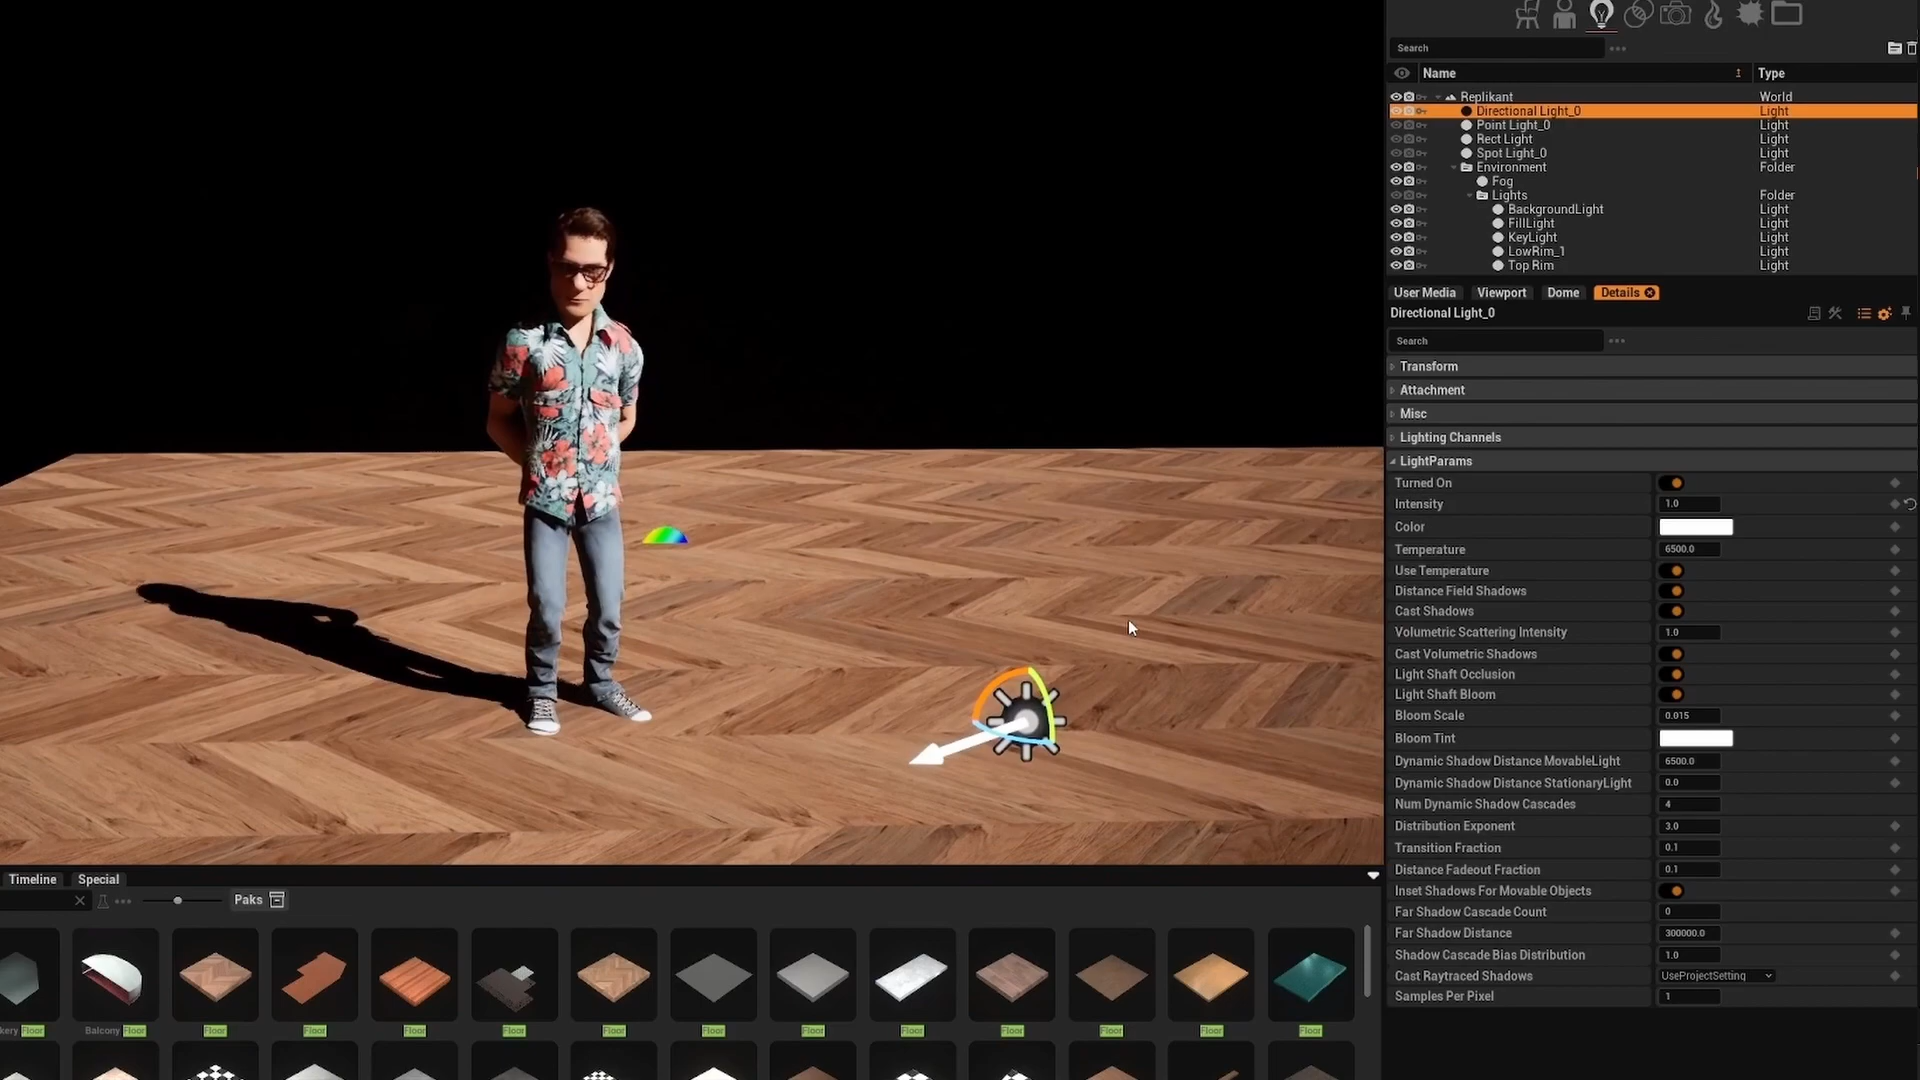 Search
Name Type
Replikant World
Directional Light_0 Light
Point Light_0 Light
Rect Light Light
Spot Light_0 Light
Environment Folder
Fog Light
Lights Folder
BackgroundLight Light
FillLight Light
KeyLight Light
LowRim_1 Light
Top Rim Light
User Media Viewport Dome Details
Directional Light_0
Search
Transform
Attachment
Misc
Lighting Channels
LightParams
Turned On
Intensity 1.0
Color
Temperature 6500.0
Use Temperature
Distance Field Shadows
Cast Shadows
Volumetric Scattering Intensity 1.0
Cast Volumetric Shadows
Light Shaft Occlusion
Light Shaft Bloom
Bloom Scale 0.015
Bloom Tint
Dynamic Shadow Distance MovableLight 6500.0
Dynamic Shadow Distance StationaryLight 0.0
Num Dynamic Shadow Cascades 4
Distribution Exponent 3.0
Transition Fraction 0.1
Distance Fadeout Fraction 0.1
Inset Shadows For Movable Objects
Far Shadow Cascade Count 0
Far Shadow Distance 300000.0
Shadow Cascade Bias Distribution 1.0
Cast Raytraced Shadows UseProjectSetting
Samples Per Pixel 1
Timeline Special
Paks
kery Floor Balcony Floor Floor Floor Floor Floor Floor Floor Floor Floor Floor Floor Floor Floor